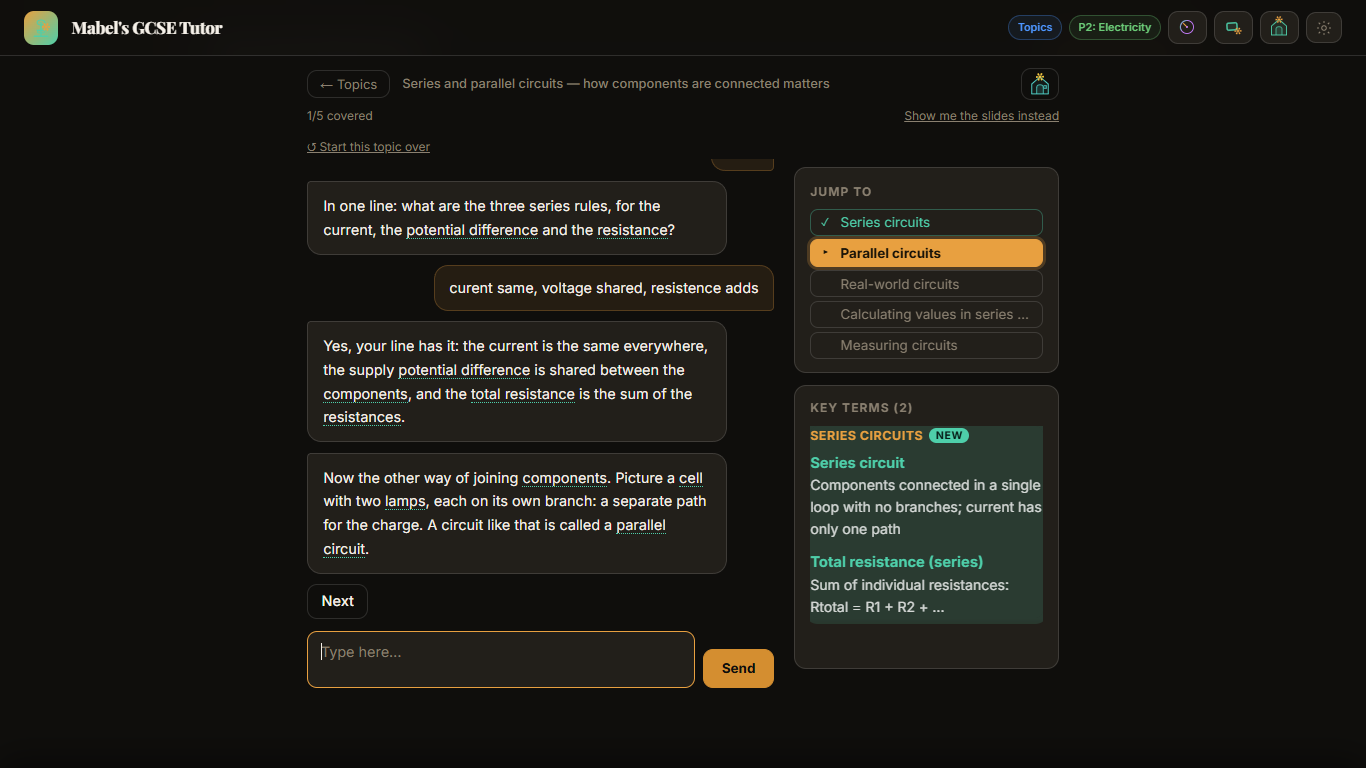 Mabel's GCSE Tutor
Topics
P2: Electricity
← Topics
Series and parallel circuits — how components are connected matters
1/5 covered
Show me the slides instead
↺ Start this topic over
In one line: what are the three series rules, for the
current, the potential difference and the resistance?
curent same, voltage shared, resistence adds
Yes, your line has it: the current is the same everywhere,
the supply potential difference is shared between the
components, and the total resistance is the sum of the
resistances.
Now the other way of joining components. Picture a cell
with two lamps, each on its own branch: a separate path
for the charge. A circuit like that is called a parallel
circuit.
Next
Type here...
Send
JUMP TO
✓ Series circuits
‣ Parallel circuits
Real-world circuits
Calculating values in series ...
Measuring circuits
KEY TERMS (2)
SERIES CIRCUITS NEW
Series circuit
Components connected in a single
loop with no branches; current has
only one path
Total resistance (series)
Sum of individual resistances:
Rtotal = R1 + R2 + ...